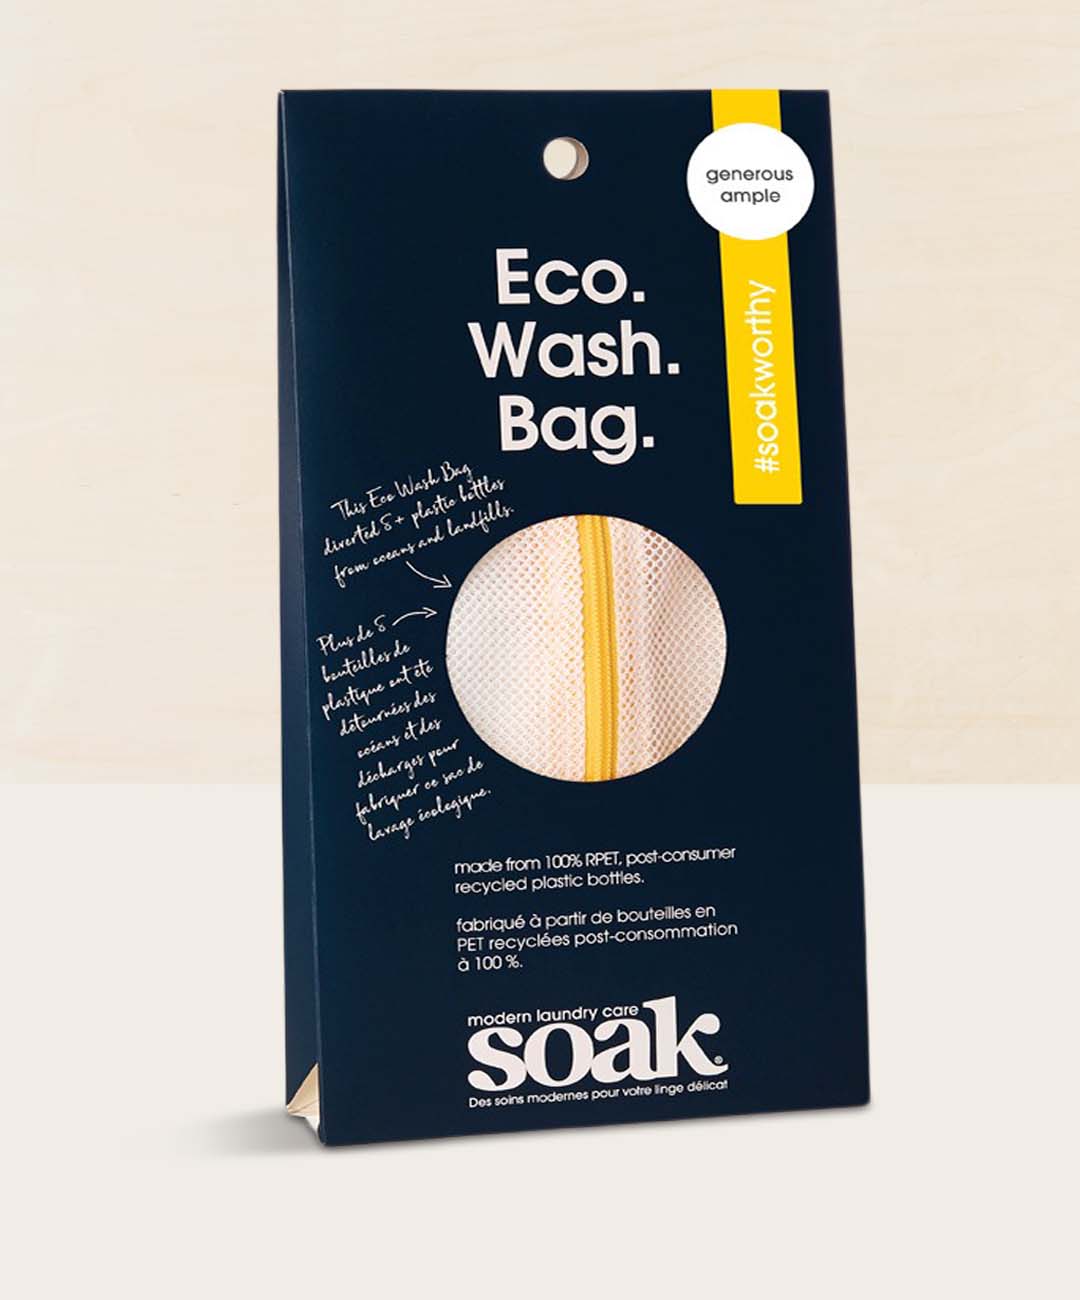 generous
ample
#soakworthy
Eco.
Wash.
Bag.
This Eco Wash Bag
diverted 8+ plastic bottles
from oceans and landfills.
Plus de 8
bouteilles de
plastique ont été
détournées des
océans et des
décharges pour
fabriquer ce sac de
lavage écologique.
made from 100% RPET, post-consumer
recycled plastic bottles.
fabriqué à partir de bouteilles en
PET recyclées post-consommation
à 100 %.
modern laundry care
soak®
Des soins modernes pour votre linge délicat